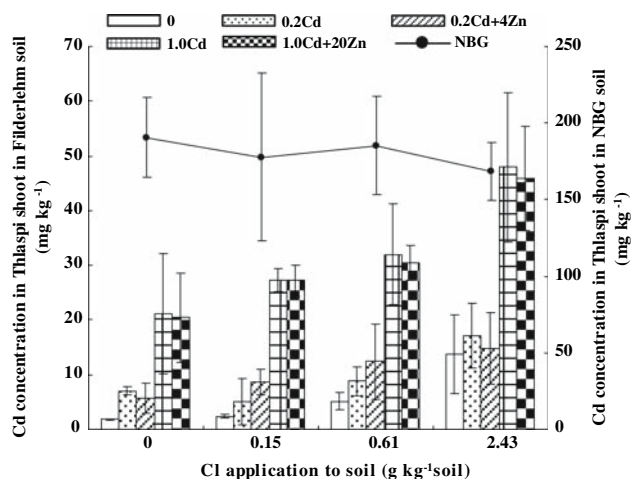 0 0.2Cd 0.2Cd+4Zn
1.0Cd 1.0Cd+20Zn NBG
Cd concentration in Thlaspi shoot in Filderlehm soil
(mg kg-1)
70
60
50
40
30
20
10
0
250
200
150
100
50
0
Cd concentration in Thlaspi shoot in NBG soil
(mg kg-1)
0 0.15 0.61 2.43
Cl application to soil (g kg-1soil)